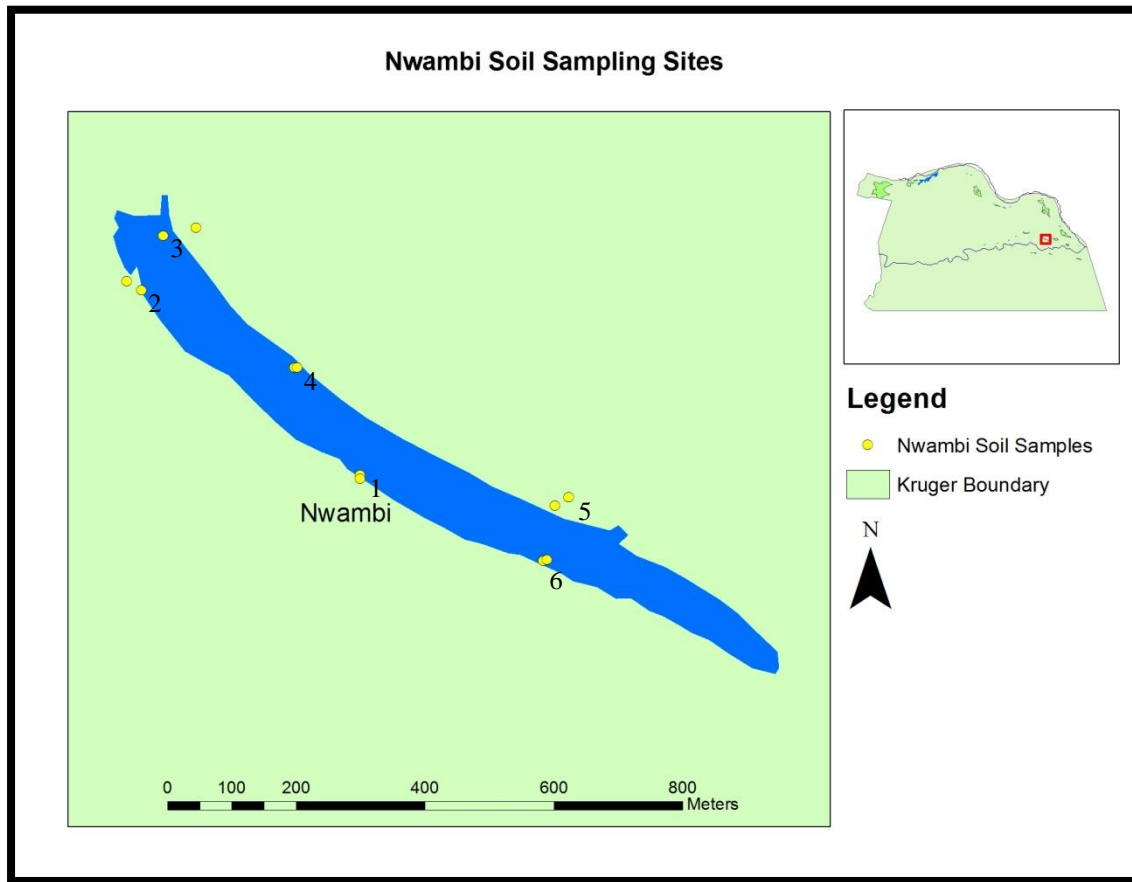 Nwambi Soil Sampling Sites
3
2
4
1
Nwambi
5
6
0 100 200 400 600 800
Meters
Legend
Nwambi Soil Samples
Kruger Boundary
N